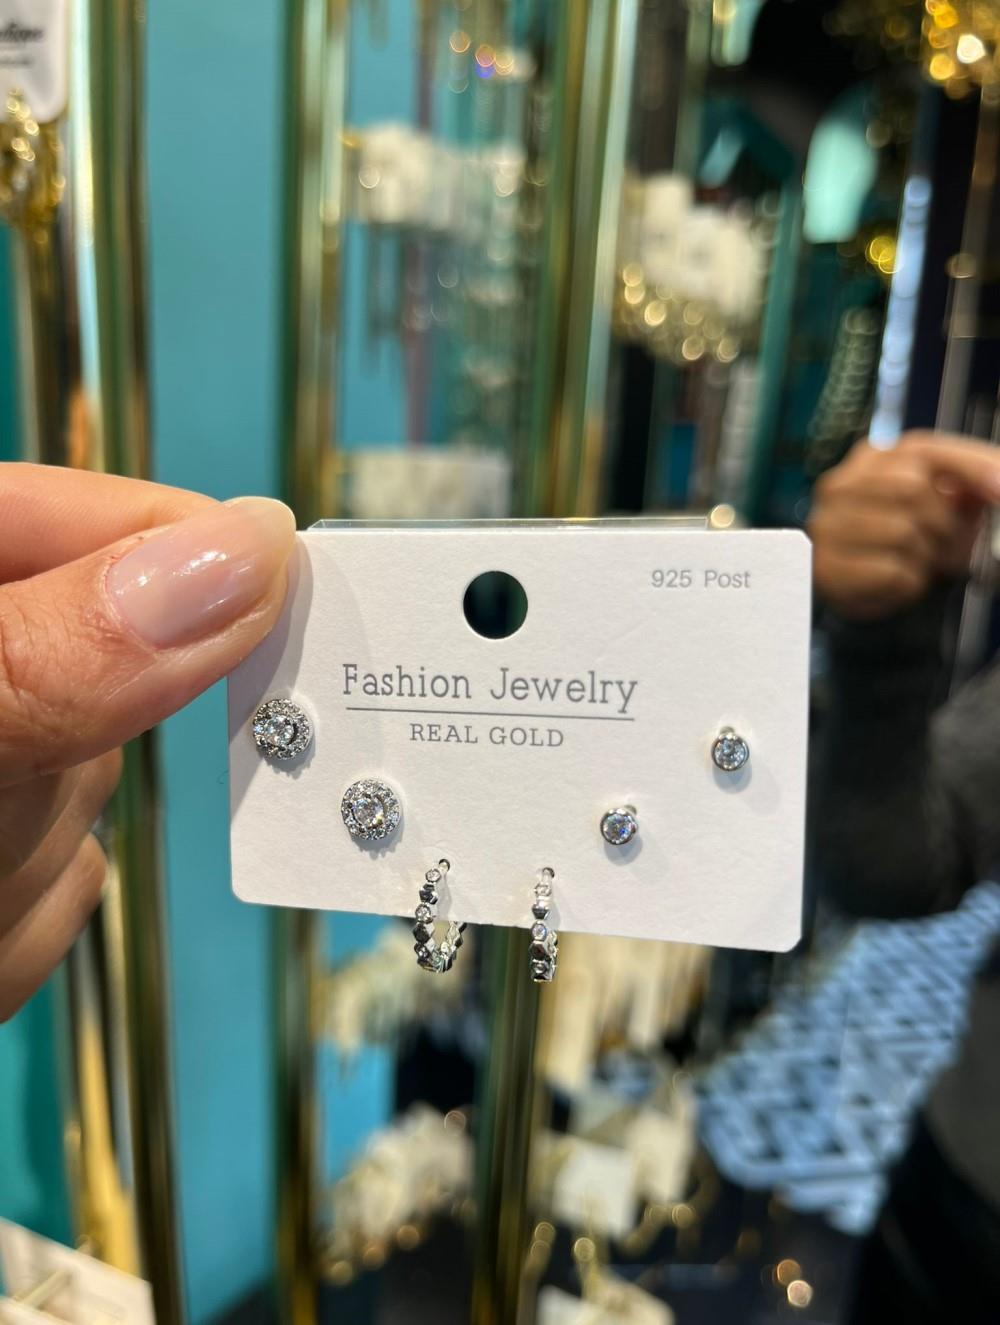 925 Post
Fashion Jewelry
REAL GOLD